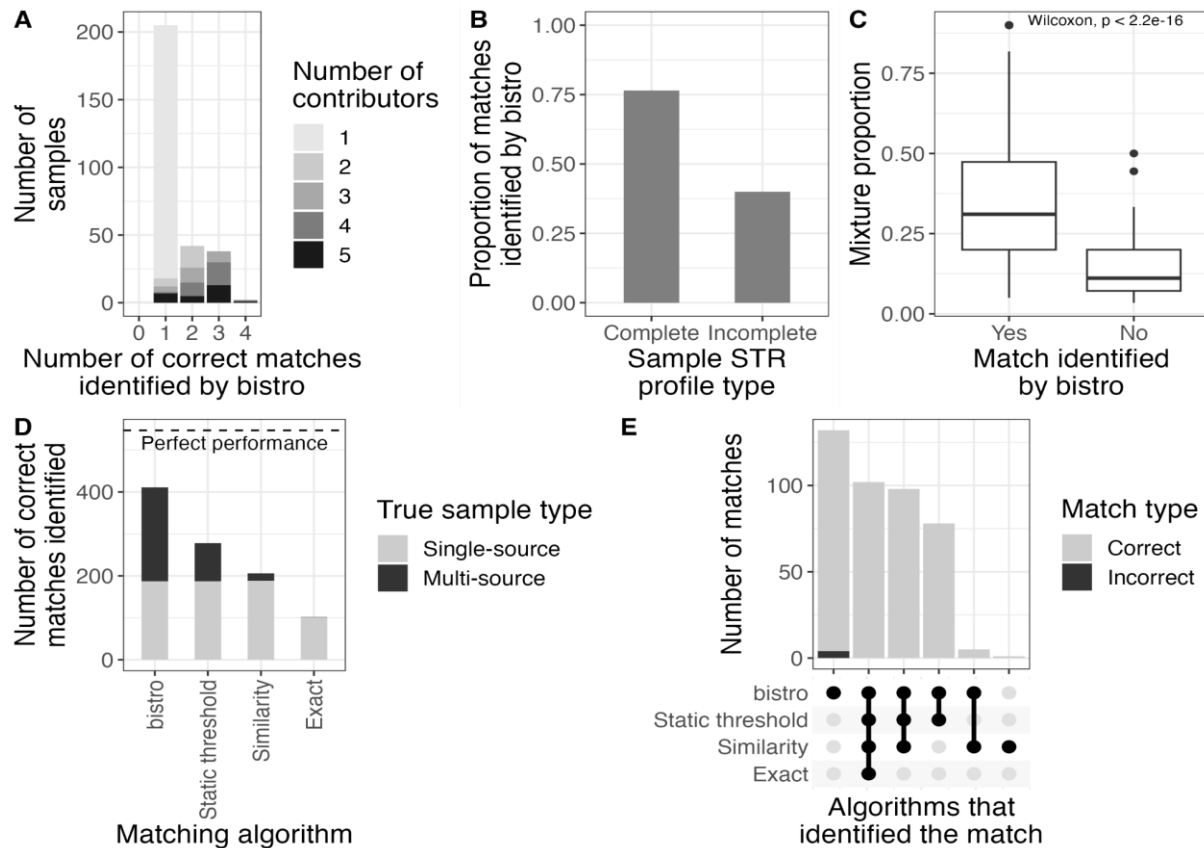 A
Number of
samples
200
150
100
50
0
0 1 2 3 4
Number of correct matches
identified by bistro
Number of
contributors
1
2
3
4
5
B
Proportion of matches
identified by bistro
1.00
0.75
0.50
0.25
0.00
Complete Incomplete
Sample STR
profile type
C
Wilcoxon, p < 2.2e-16
Mixture proportion
0.75
0.50
0.25
0.00
Yes No
Match identified
by bistro
D
Perfect performance
Number of correct
matches identified
400
200
0
bistro
Static threshold
Similarity
Exact
Matching algorithm
True sample type
Single-source
Multi-source
E
Number of matches
100
50
0
bistro
Static threshold
Similarity
Exact
Algorithms that
identified the match
Match type
Correct
Incorrect